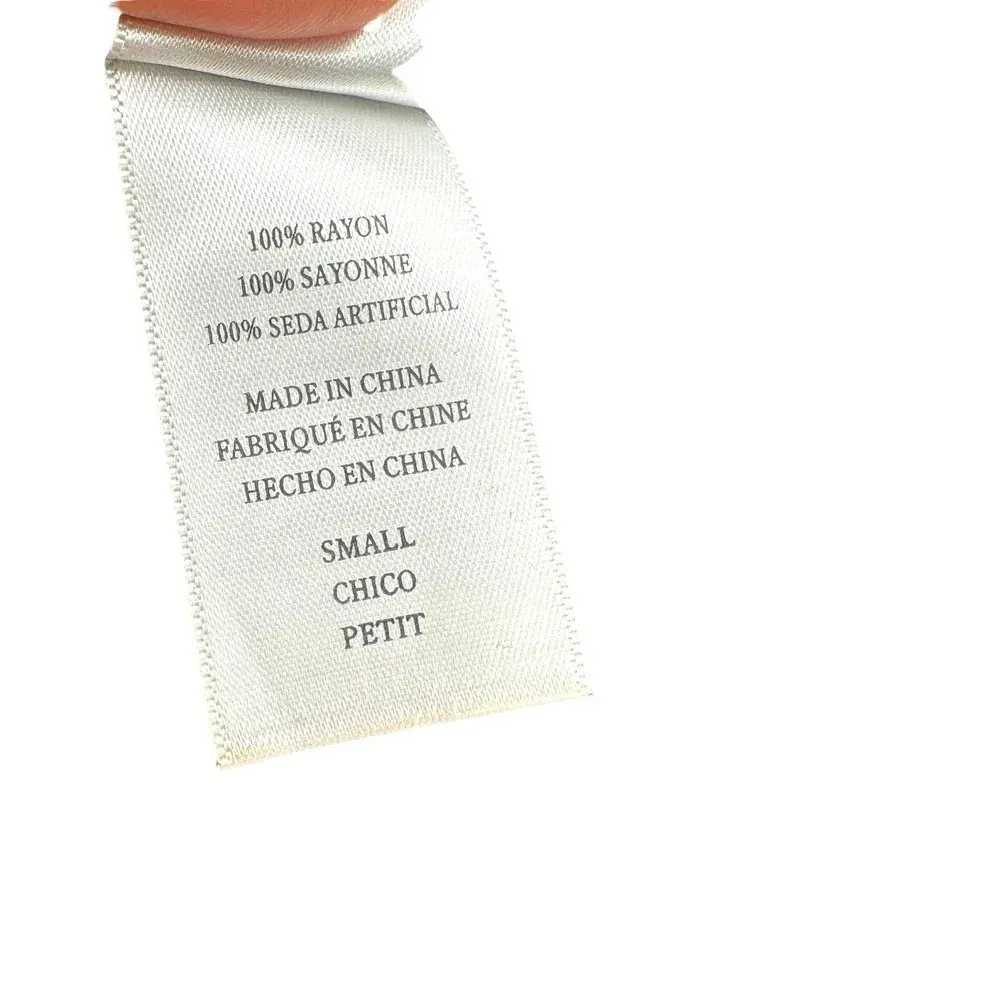 100% RAYON
100% SAYONNE
100% SEDA ARTIFICIAL
MADE IN CHINA
FABRIQUÉ EN CHINE
HECHO EN CHINA
SMALL
CHICO
PETIT